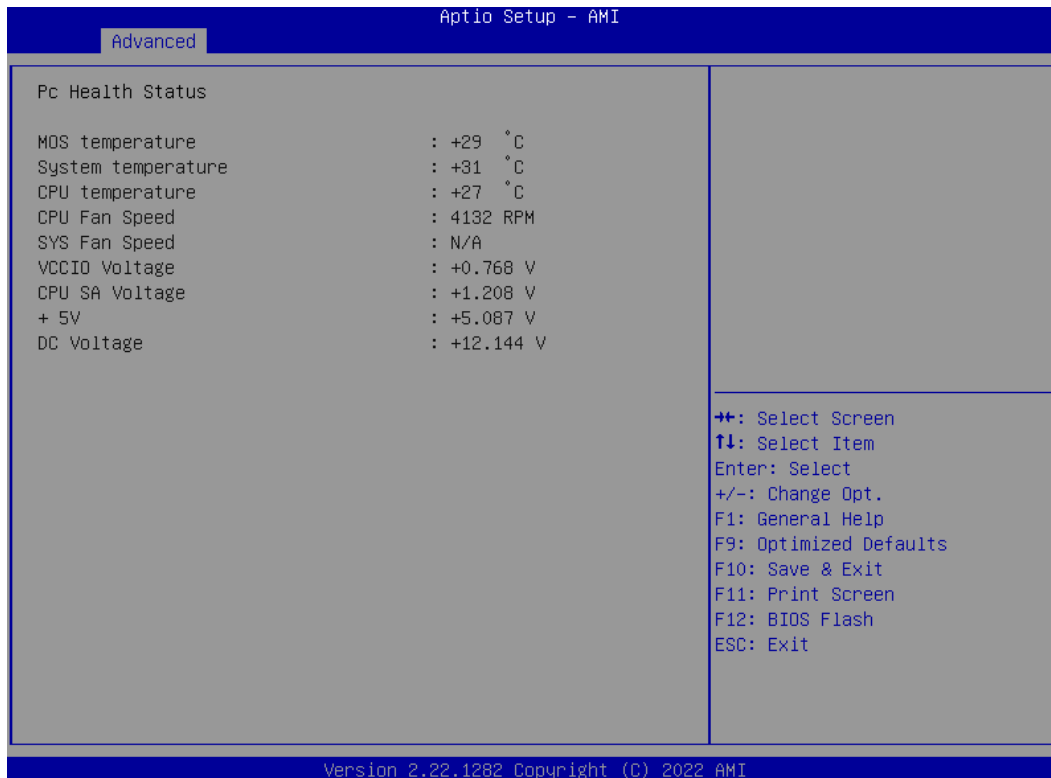 Aptio Setup – AMI
Advanced
Pc Health Status
MOS temperature : +29 °C
System temperature : +31 °C
CPU temperature : +27 °C
CPU Fan Speed : 4132 RPM
SYS Fan Speed : N/A
VCCIO Voltage : +0.768 V
CPU SA Voltage : +1.208 V
+ 5V : +5.087 V
DC Voltage : +12.144 V
→←: Select Screen
↑↓: Select Item
Enter: Select
+/-: Change Opt.
F1: General Help
F9: Optimized Defaults
F10: Save & Exit
F11: Print Screen
F12: BIOS Flash
ESC: Exit
Version 2.22.1282 Copyright (C) 2022 AMI